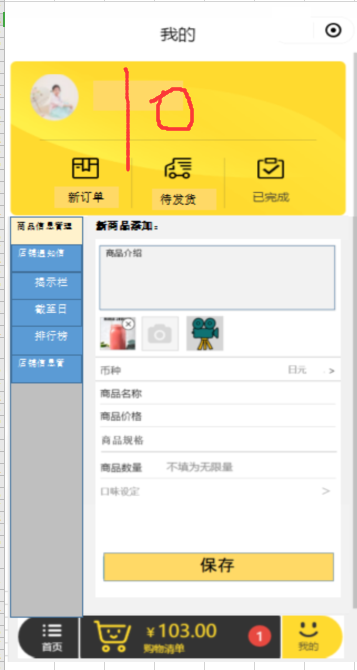 我的
新订单
待发货
已完成
商品信息管理
新商品添加：
店铺通知信
商品介绍
揭示栏
截至日
排行榜
店铺信息管
币种
日元 >
商品名称
商品价格
商品规格
商品数量 不填为无限量
口味设定 >
保存
首页
￥103.00
购物清单
1
我的